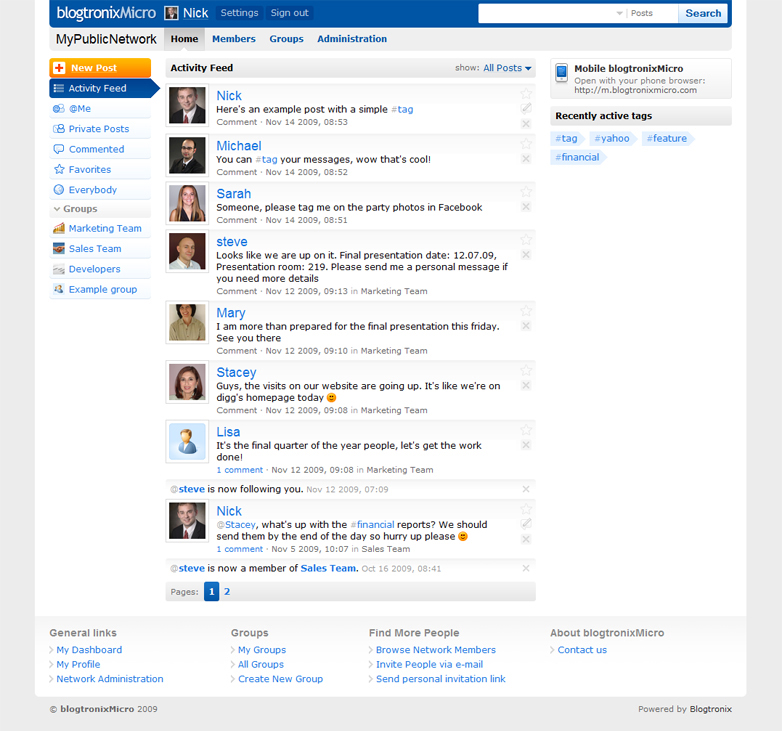 blogtronixMicro Nick Settings Sign out Posts Search
MyPublicNetwork Home Members Groups Administration
New Post
Activity Feed
@Me
Private Posts
Commented
Favorites
Everybody
Groups
Marketing Team
Sales Team
Developers
Example group
Activity Feed show: All Posts
Nick
Here's an example post with a simple #tag
Comment · Nov 14 2009, 08:53
Michael
You can #tag your messages, wow that's cool!
Comment · Nov 14 2009, 08:52
Sarah
Someone, please tag me on the party photos in Facebook
Comment · Nov 14 2009, 08:51
steve
Looks like we are up on it. Final presentation date: 12.07.09,
Presentation room: 219. Please send me a personal message if
you need more details
Comment · Nov 12 2009, 09:13 in Marketing Team
Mary
I am more than prepared for the final presentation this friday.
See you there
Comment · Nov 12 2009, 09:10 in Marketing Team
Stacey
Guys, the visits on our website are going up. It's like we're on
digg's homepage today
Comment · Nov 12 2009, 09:08 in Marketing Team
Lisa
It's the final quarter of the year people, let's get the work
done!
1 comment · Nov 12 2009, 09:08 in Marketing Team
@steve is now following you. Nov 12 2009, 07:09
Nick
@Stacey, what's up with the #financial reports? We should
send them by the end of the day so hurry up please
1 comment · Nov 5 2009, 10:07 in Sales Team
@steve is now a member of Sales Team. Oct 16 2009, 08:41
Pages: 1 2
Mobile blogtronixMicro
Open with your phone browser:
http://m.blogtronixmicro.com
Recently active tags
#tag #yahoo #feature
#financial
General links
My Dashboard
My Profile
Network Administration
Groups
My Groups
All Groups
Create New Group
Find More People
Browse Network Members
Invite People via e-mail
Send personal invitation link
About blogtronixMicro
Contact us
© blogtronixMicro 2009 Powered by Blogtronix